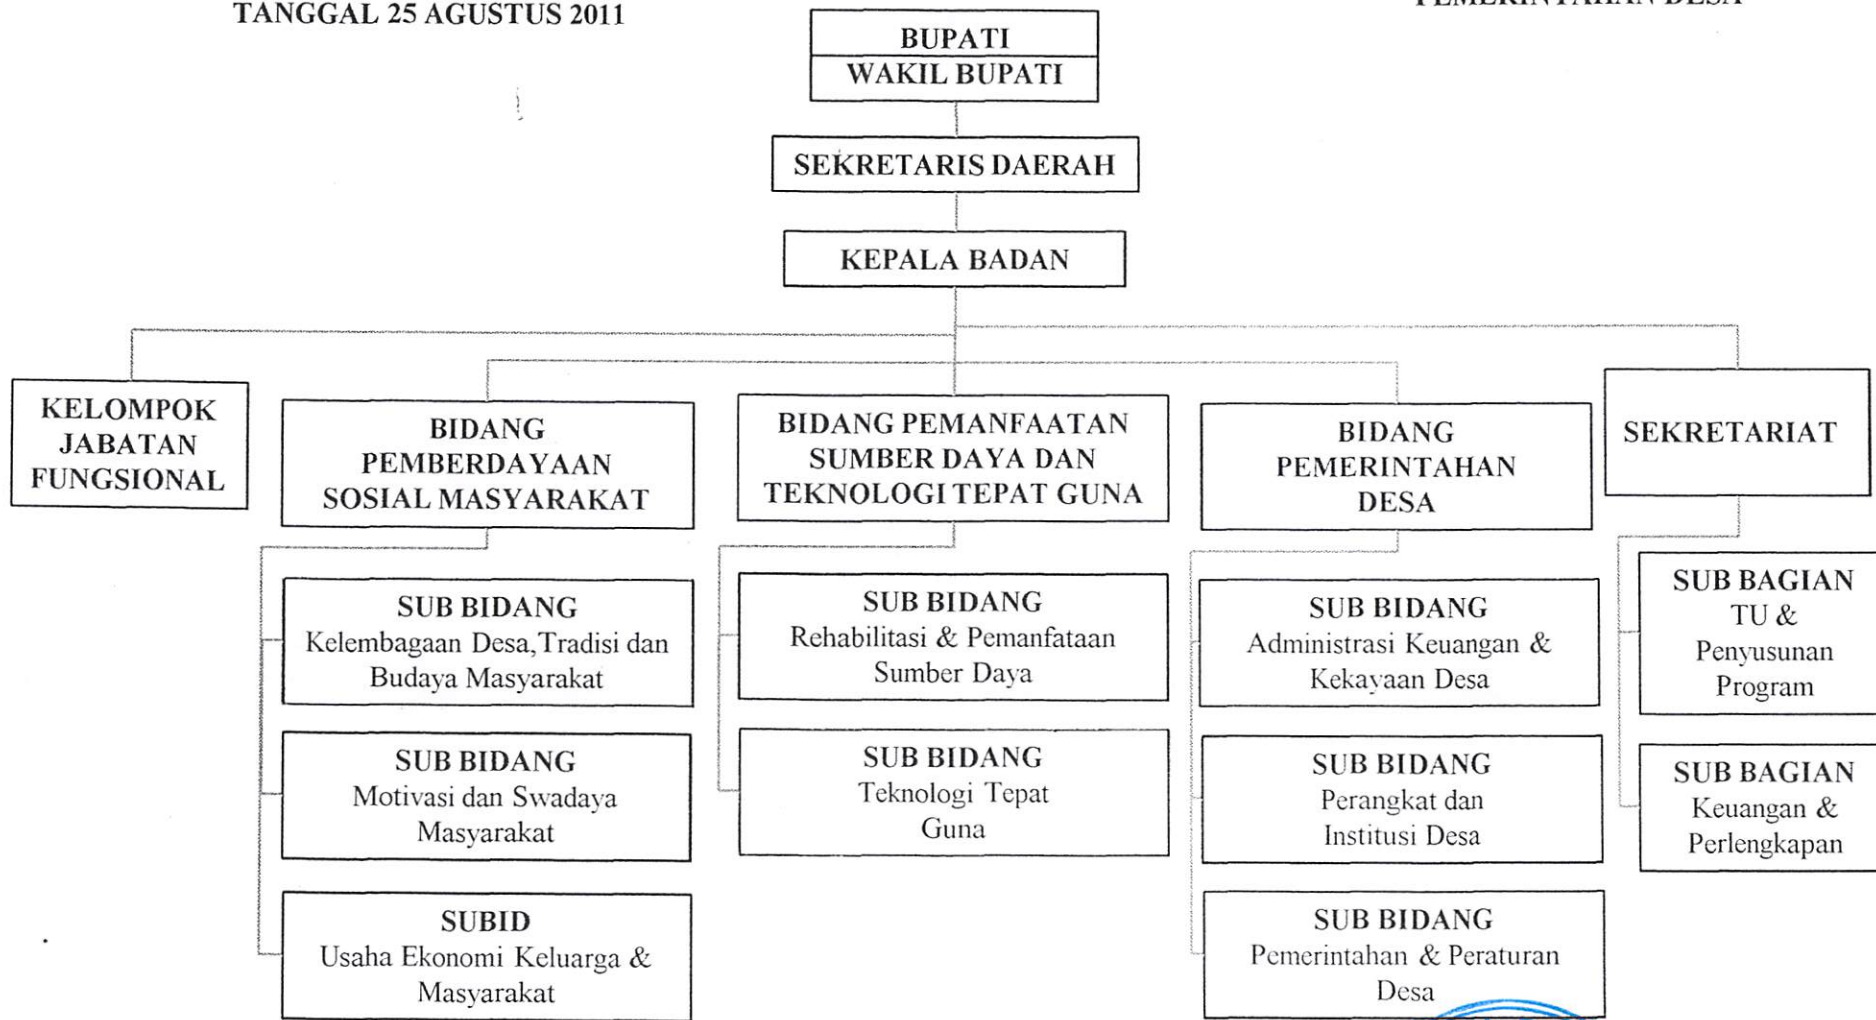 TANGGAL 25 AGUSTUS 2011
PEMERINTAHAN DESA
BUPATI
WAKIL BUPATI
SEKRETARIS DAERAH
KEPALA BADAN
KELOMPOK
JABATAN
FUNGSIONAL
BIDANG
PEMBERDAYAAN
SOSIAL MASYARAKAT
BIDANG PEMANFAATAN
SUMBER DAYA DAN
TEKNOLOGI TEPAT GUNA
BIDANG
PEMERINTAHAN
DESA
SEKRETARIAT
SUB BIDANG
Kelembagaan Desa,Tradisi dan
Budaya Masyarakat
SUB BIDANG
Motivasi dan Swadaya
Masyarakat
SUBID
Usaha Ekonomi Keluarga &
Masyarakat
SUB BIDANG
Rehabilitasi & Pemanfataan
Sumber Daya
SUB BIDANG
Teknologi Tepat
Guna
SUB BIDANG
Administrasi Keuangan &
Kekayaan Desa
SUB BIDANG
Perangkat dan
Institusi Desa
SUB BIDANG
Pemerintahan & Peraturan
Desa
SUB BAGIAN
TU &
Penyusunan
Program
SUB BAGIAN
Keuangan &
Perlengkapan